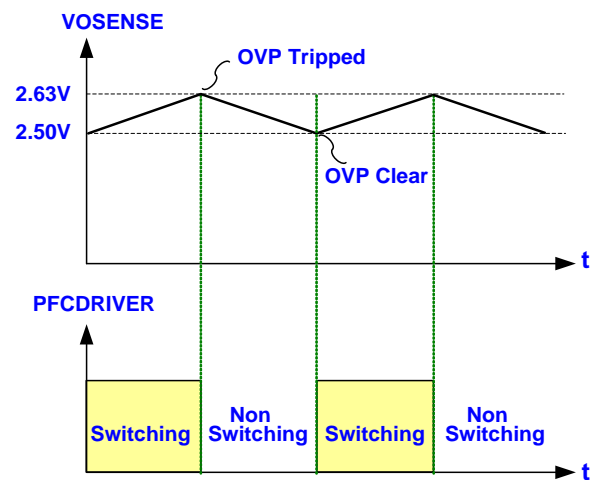 VOSENSE
OVP Tripped
2.63V
2.50V
OVP Clear
t
PFCDRIVER
Switching
Non
Switching
Switching
Non
Switching
t